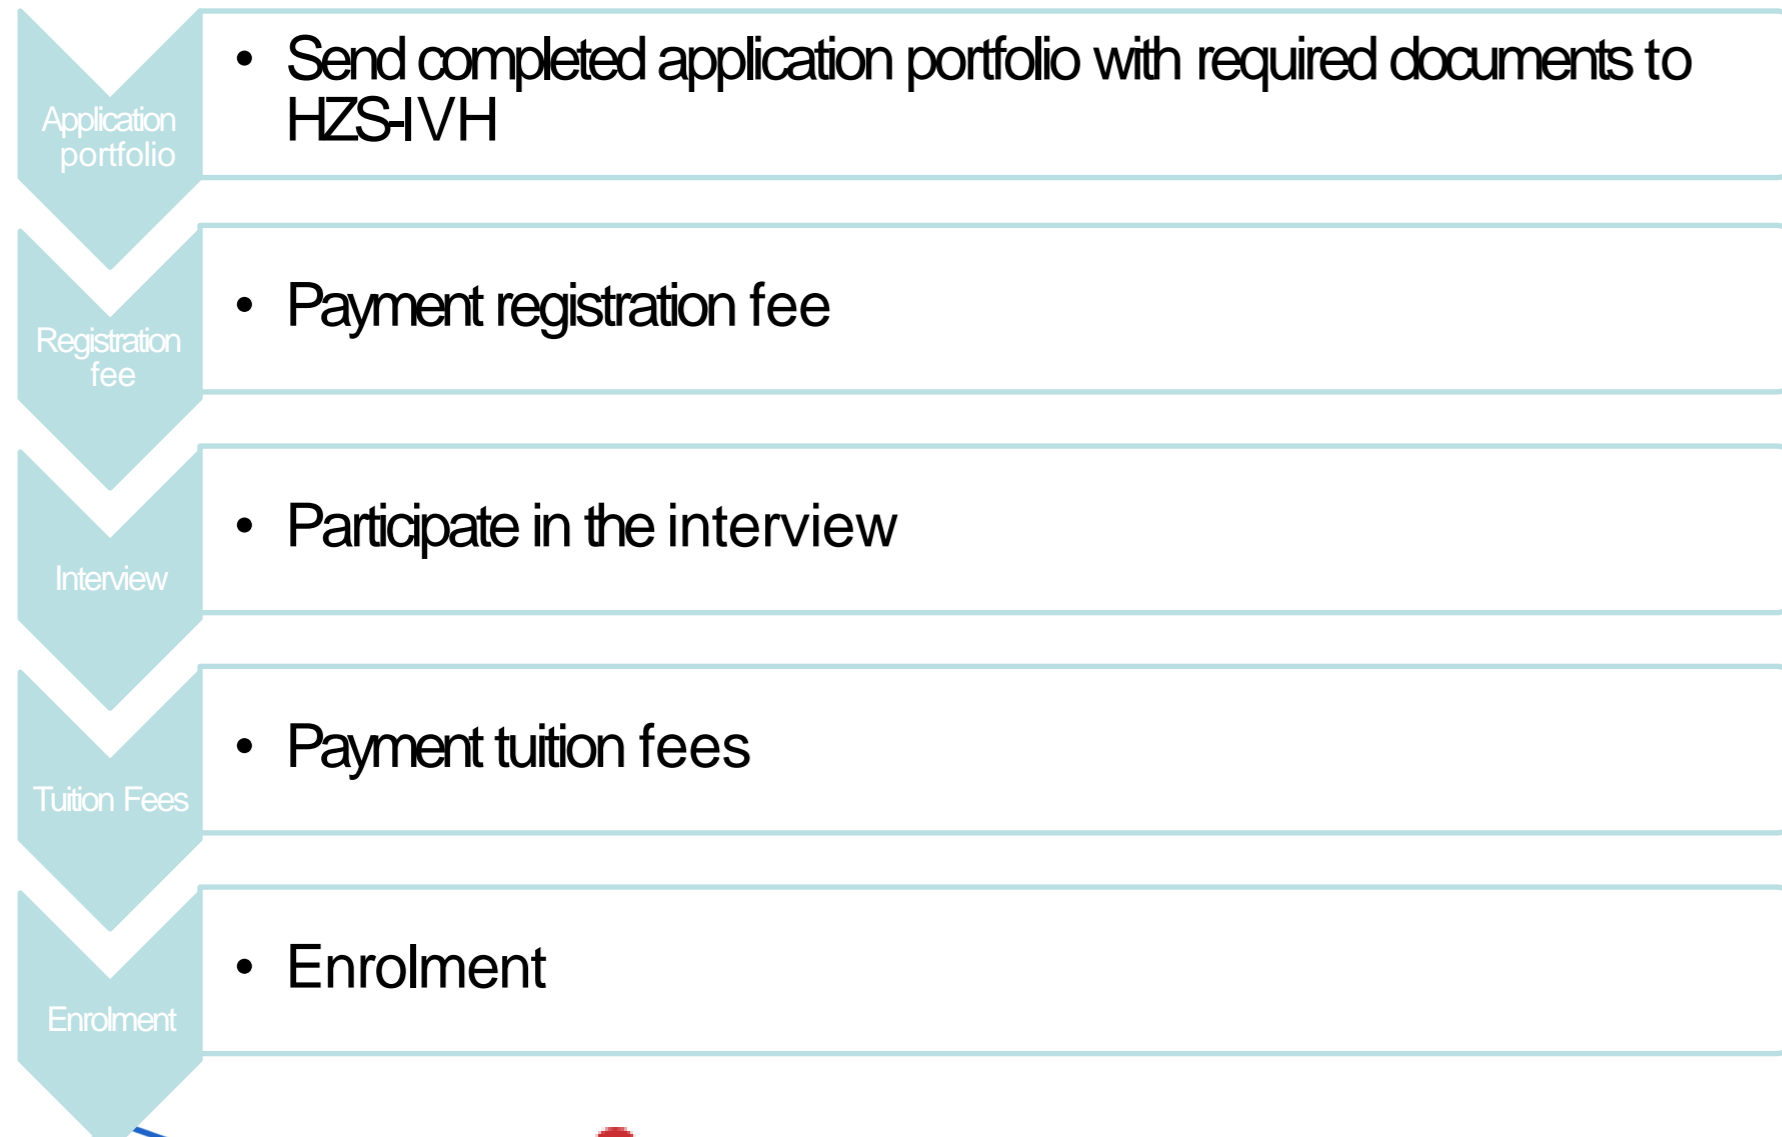 Application
portfolio
• Send completed application portfolio with required documents to
HZS-IVH
Registration
fee
• Payment registration fee
Interview
• Participate in the interview
Tuition Fees
• Payment tuition fees
Enrolment
• Enrolment